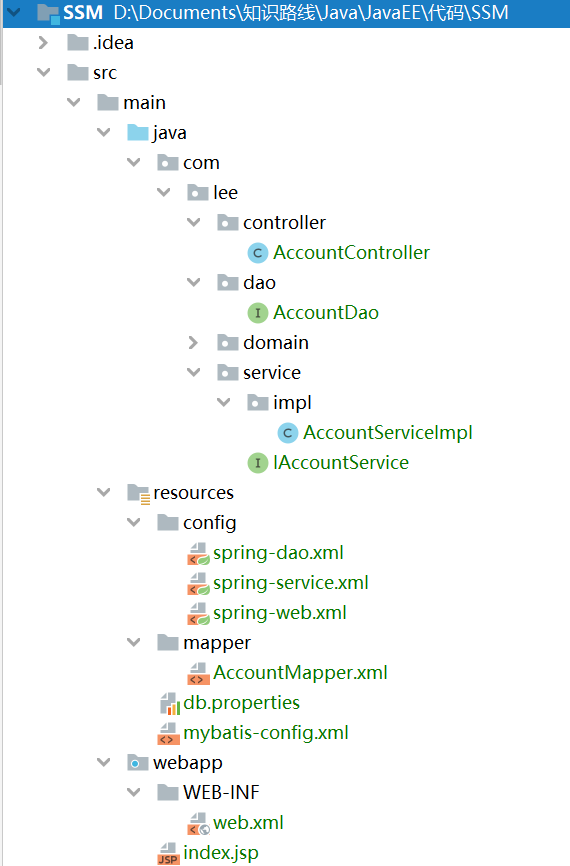 SSM D:\Documents\知识路线\Java\JavaEE\代码\SSM
.idea
src
main
java
com
lee
controller
C AccountController
dao
I AccountDao
domain
service
impl
C AccountServiceImpl
I IAccountService
resources
config
spring-dao.xml
spring-service.xml
spring-web.xml
mapper
AccountMapper.xml
db.properties
mybatis-config.xml
webapp
WEB-INF
web.xml
JSP index.jsp